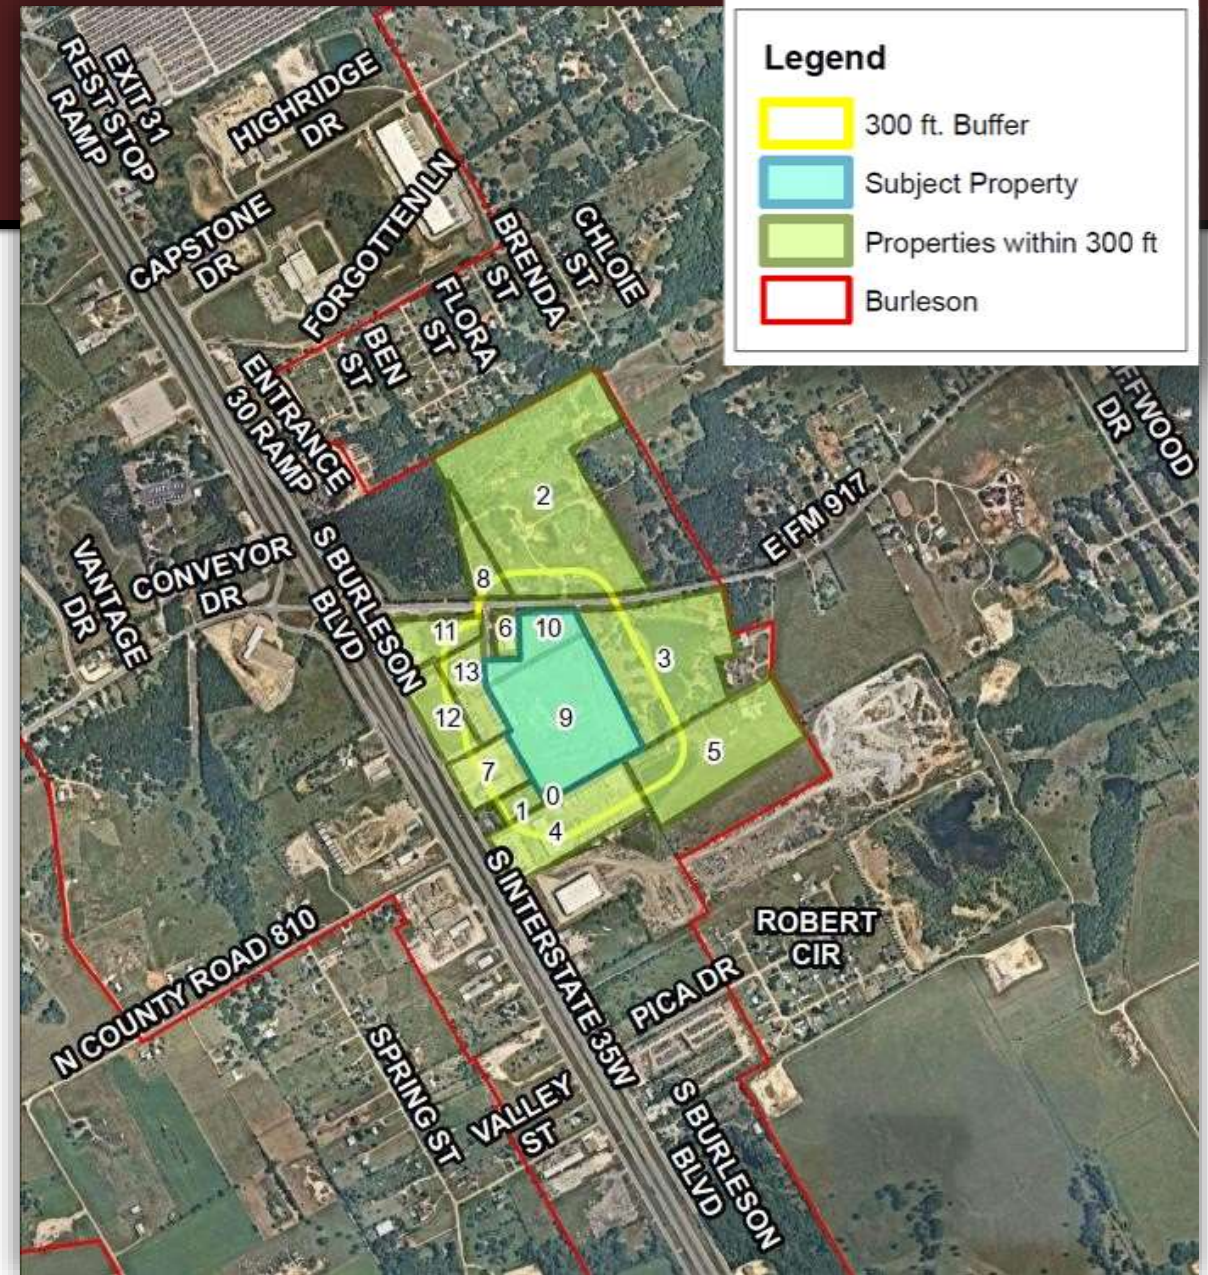 Legend
300 ft. Buffer
Subject Property
Properties within 300 ft
Burleson
EXIT 31
REST STOP
RAMP
HIGHRIDGE
DR
CAPSTONE
DR
FORGOTTEN LN
BRENDA
ST
CHLOIE
ST
FLORA
ST
BEN
ST
ENTRANCE
30 RAMP
FFWOOD
DR
E FM 917
CONVEYOR
DR
VANTAGE
DR
S BURLESON
BLVD
2
8
11
6
10
13
3
12
9
7
5
1
0
4
S INTERSTATE 35W
N COUNTY ROAD 810
ROBERT
CIR
PICA DR
SPRING ST
VALLEY
ST
S BURLESON
BLVD